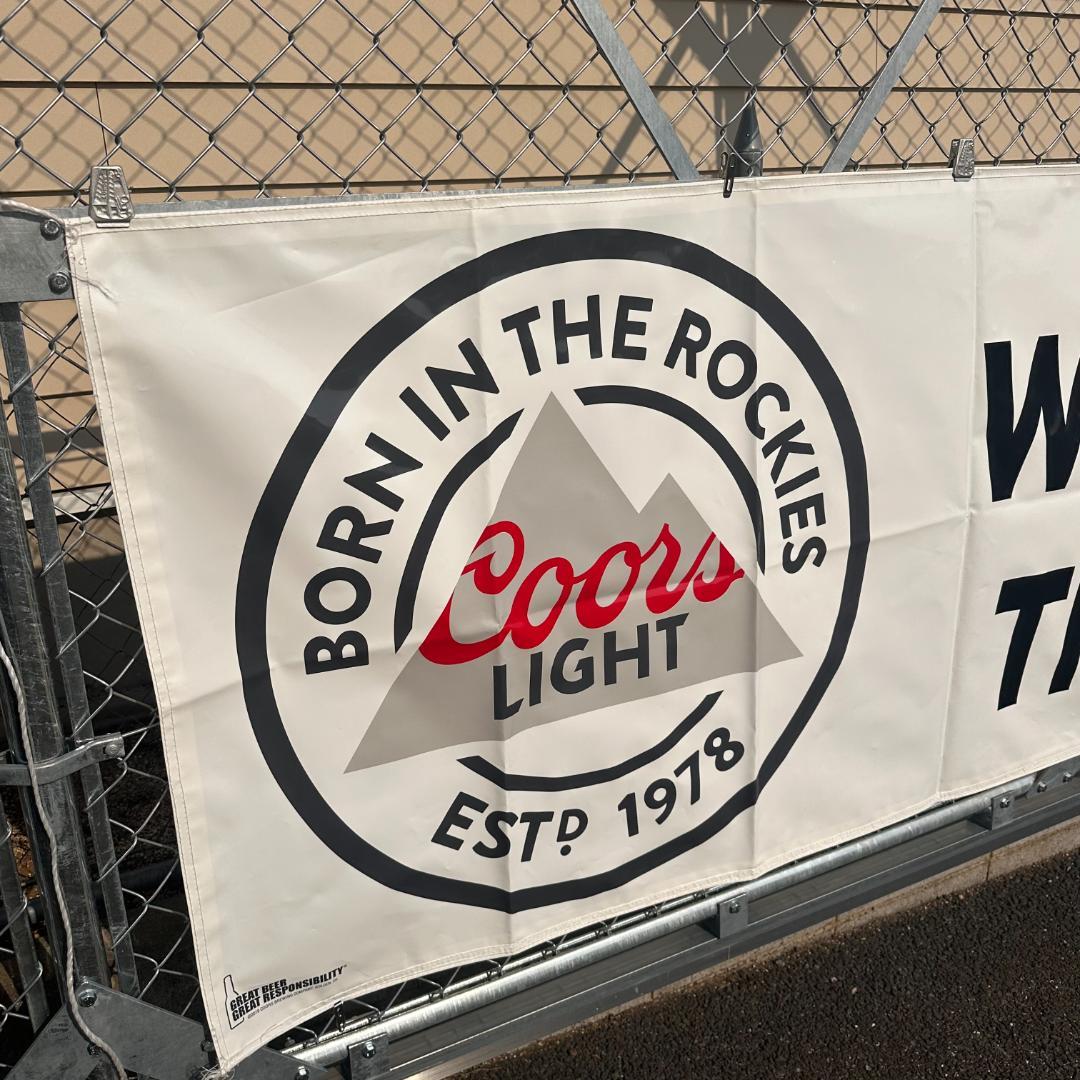 BORN IN THE ROCKIES
Coors
LIGHT
ESTD. 1978
W
T
GREAT BEER
GREAT RESPONSIBILITY